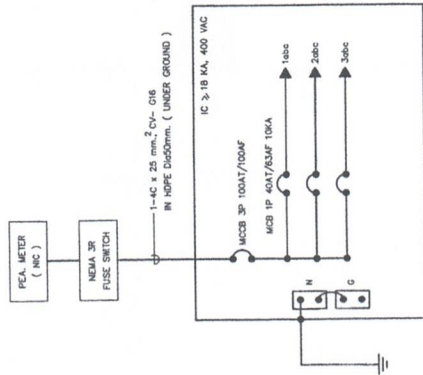 PEA. METER
( NIC )
NEMA 3R
FUSE SWITCH
1-4C x 25 mm.² CV- G16
IN HDPE Dia50mm. ( UNDER GROUND )
IC ≥ 18 KA, 400 VAC
MCCB 3P 100AT/100AF
MCB 1P 40AT/63AF 10KA
1abc
2abc
3abc
N
G